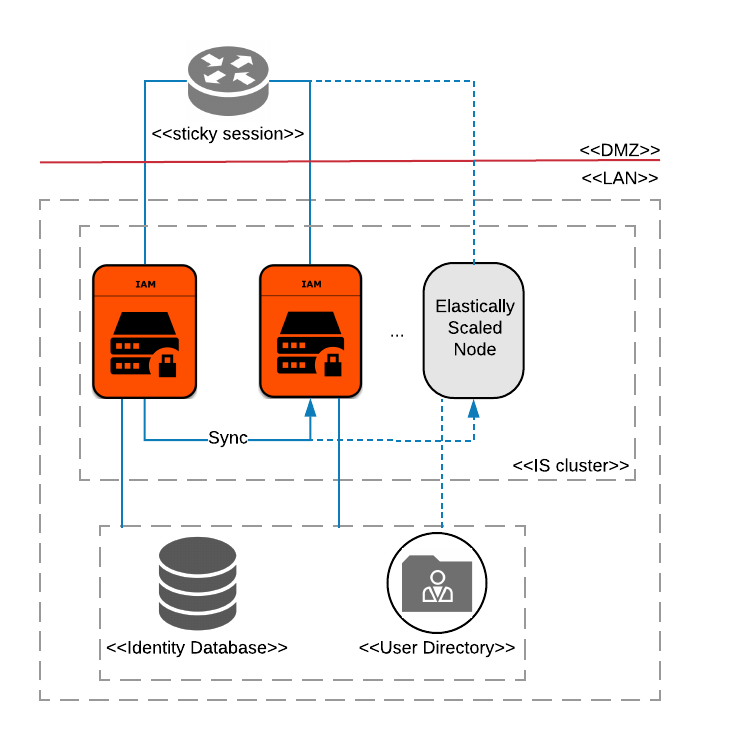 <<sticky session>>
<<DMZ>>
<<LAN>>
IAM
IAM
Elastically
Scaled
Node
...
Sync
<<IS cluster>>
<<Identity Database>>
<<User Directory>>